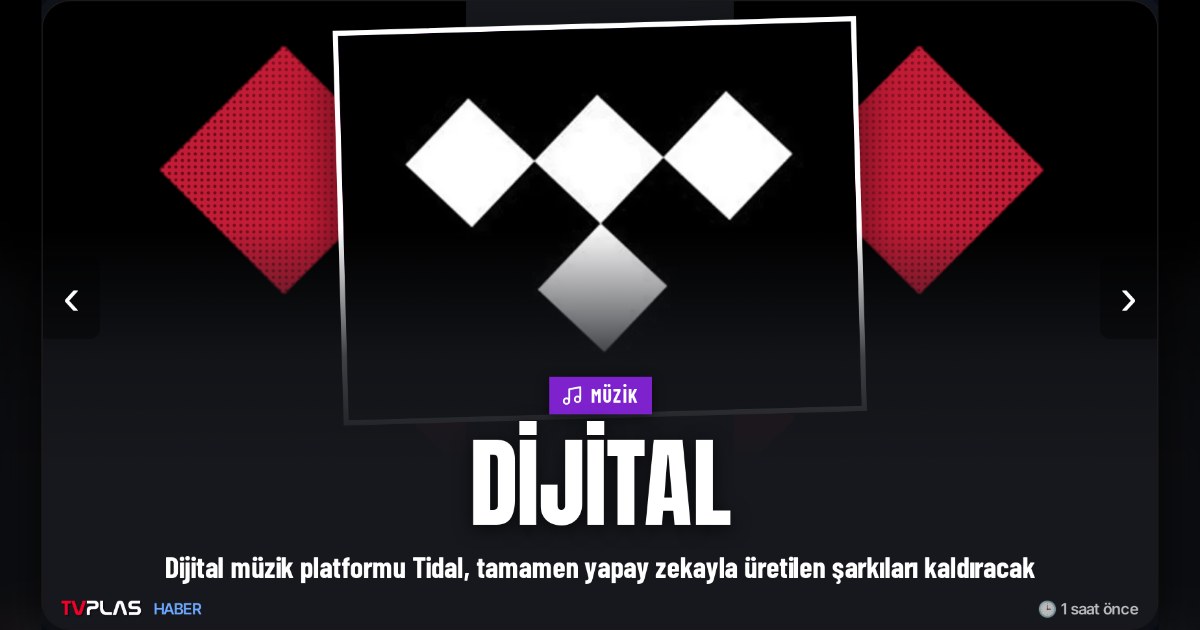 MÜZİK
DİJİTAL
Dijital müzik platformu Tidal, tamamen yapay zekayla üretilen şarkıları kaldıracak
TVPLAS HABER
1 saat önce